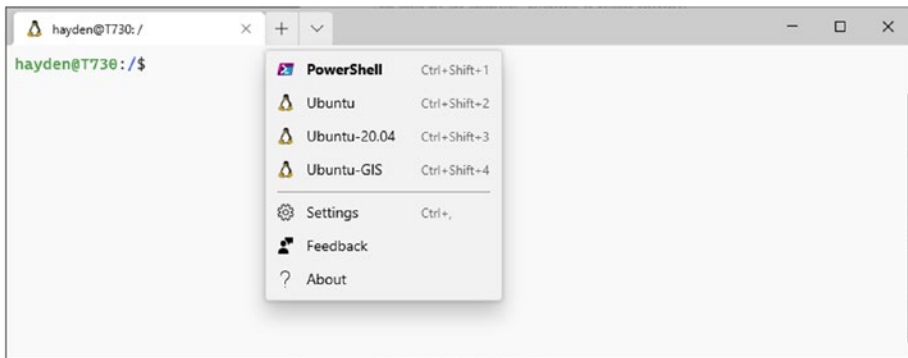 hayden@T730: /
hayden@T730:/$
PowerShell Ctrl+Shift+1
Ubuntu Ctrl+Shift+2
Ubuntu-20.04 Ctrl+Shift+3
Ubuntu-GIS Ctrl+Shift+4
Settings Ctrl+,
Feedback
About